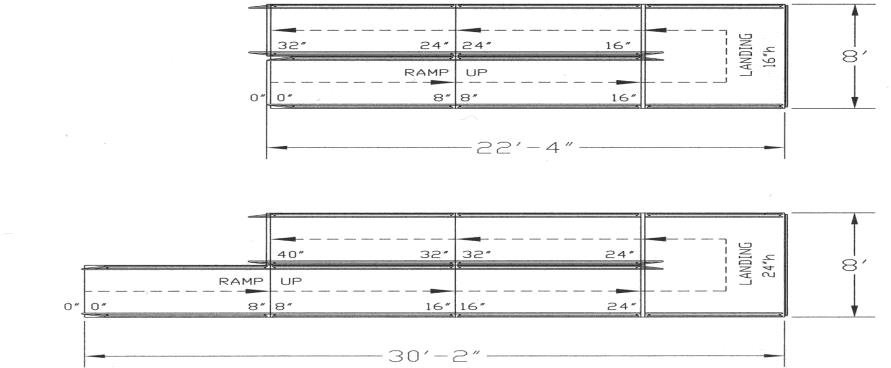 32″ 24″ 24″ 16″
LANDING
16″h
8′
RAMP UP
0″ 0″ 8″ 8″ 16″
22′-4″
40″ 32″ 32″ 24″
LANDING
24″h
8′
RAMP UP
0″ 0″ 8″ 8″ 16″ 16″ 24″
30′-2″